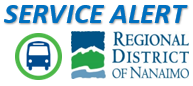 SERVICE ALERT
REGIONAL
DISTRICT
OF NANAIMO